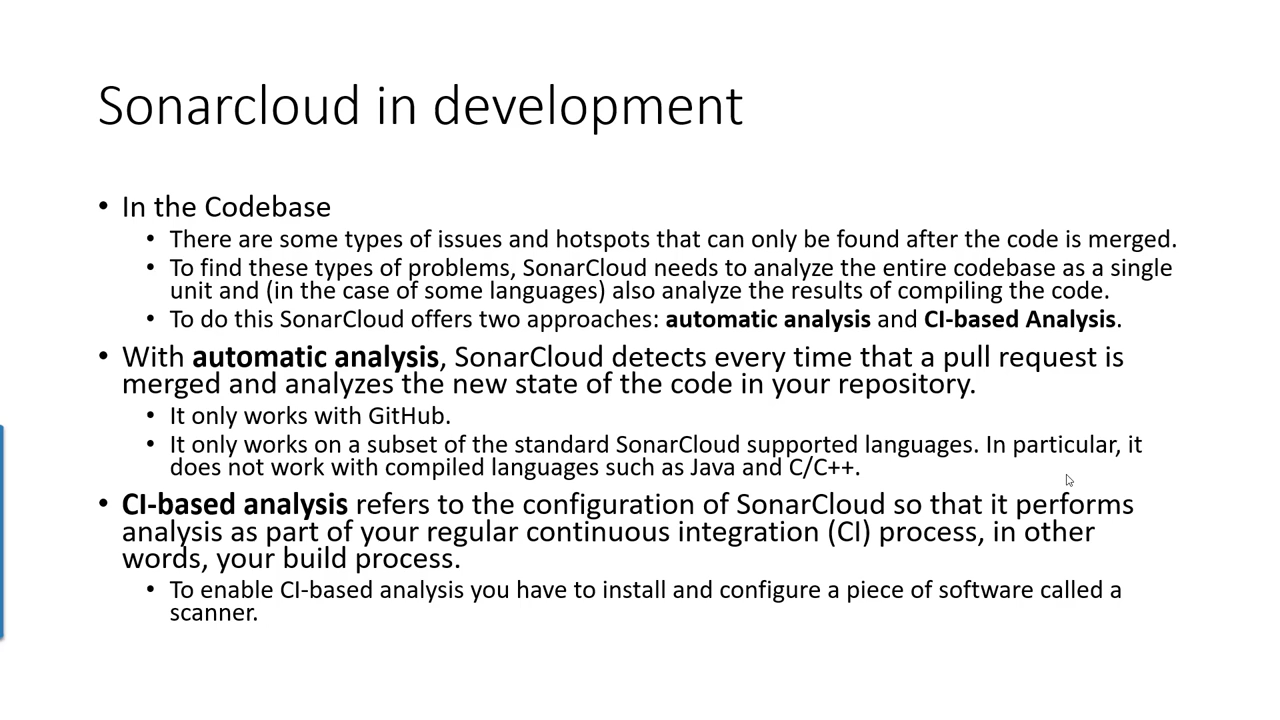 Sonarcloud in development
• In the Codebase
• There are some types of issues and hotspots that can only be found after the code is merged.
• To find these types of problems, SonarCloud needs to analyze the entire codebase as a single
unit and (in the case of some languages) also analyze the results of compiling the code.
• To do this SonarCloud offers two approaches: automatic analysis and CI-based Analysis.
• With automatic analysis, SonarCloud detects every time that a pull request is
merged and analyzes the new state of the code in your repository.
• It only works with GitHub.
• It only works on a subset of the standard SonarCloud supported languages. In particular, it
does not work with compiled languages such as Java and C/C++.
• CI-based analysis refers to the configuration of SonarCloud so that it performs
analysis as part of your regular continuous integration (CI) process, in other
words, your build process.
• To enable CI-based analysis you have to install and configure a piece of software called a
scanner.